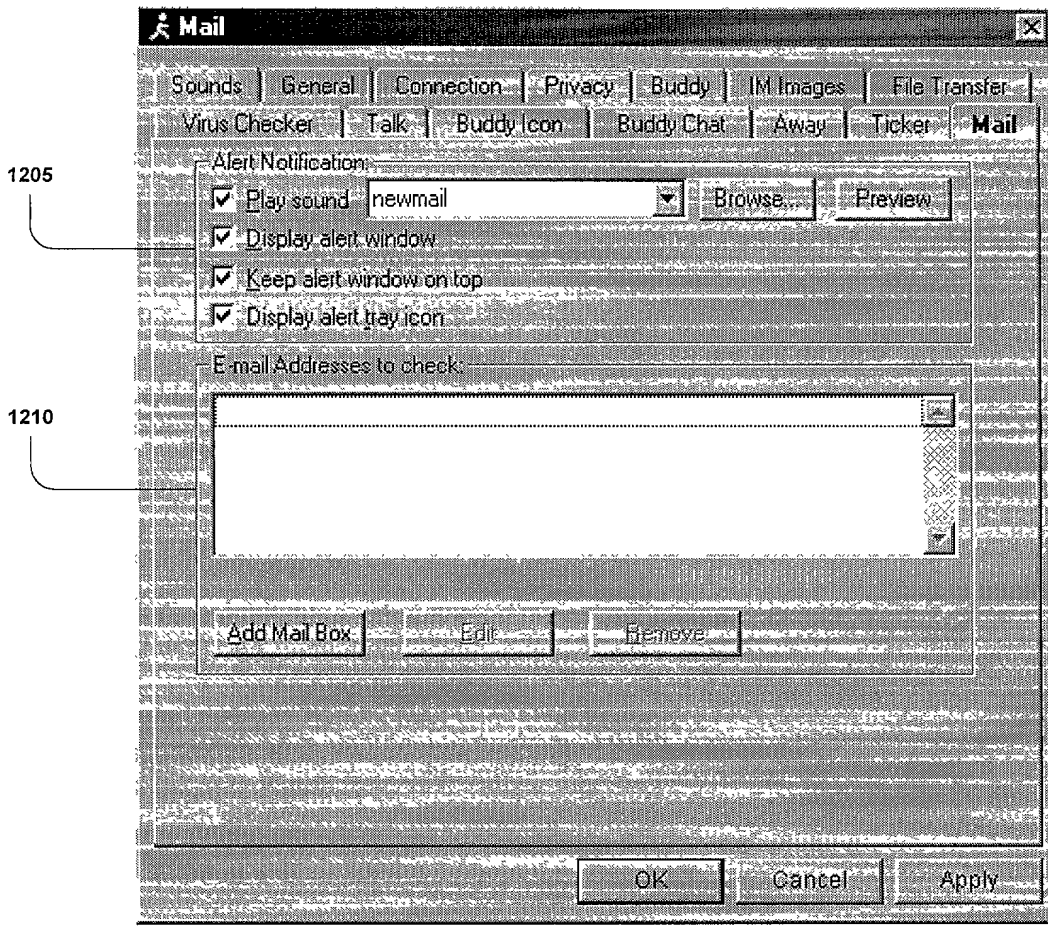 Mail
Sounds General Connection Privacy Buddy IM Images File Transfer
Virus Checker Talk Buddy Icon Buddy Chat Away Ticker Mail
Alert Notification:
1205
Play sound newmail Browse... Preview
Display alert window
Keep alert window on top
Display alert tray icon
E-mail Addresses to check:
1210
Add Mail Box Edit Remove
OK Cancel Apply